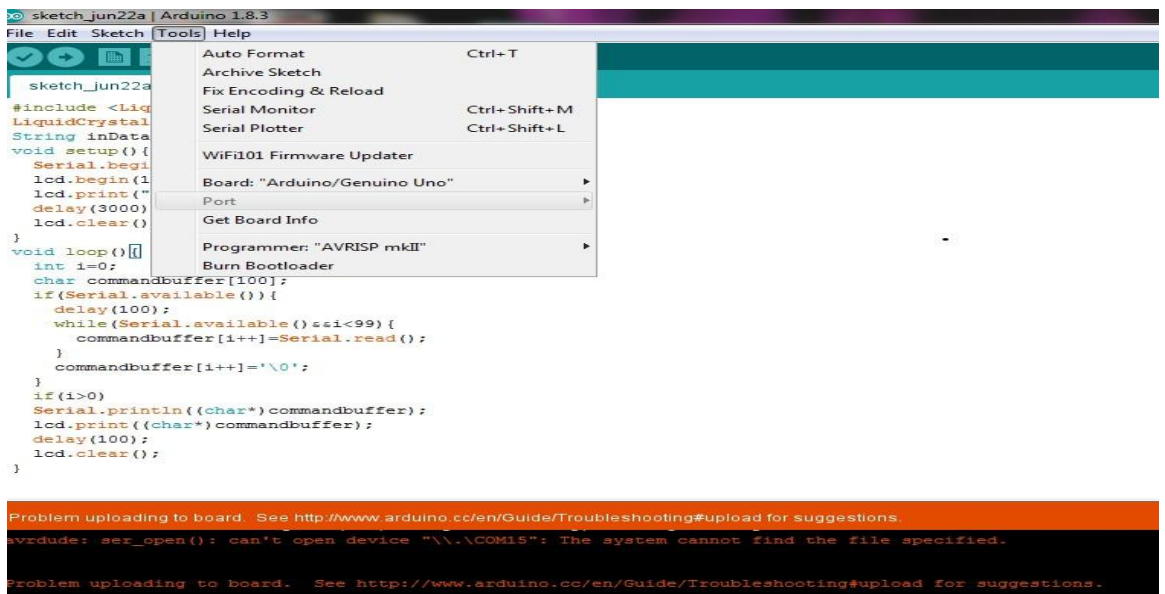 sketch_jun22a | Arduino 1.8.3
File Edit Sketch Tools Help
Auto Format Ctrl+T
Archive Sketch
sketch_jun22a
Fix Encoding & Reload
#include <Liq
Serial Monitor Ctrl+Shift+M
LiquidCrystal
Serial Plotter Ctrl+Shift+L
String inData
void setup(){
WiFi101 Firmware Updater
Serial.begi
lcd.begin(1
Board: "Arduino/Genuino Uno"
lcd.print("
Port
delay(3000)
Get Board Info
lcd.clear()
}
void loop(){
Programmer: "AVRISP mkII"
int i=0;
Burn Bootloader
char commandbuffer[100];
if(Serial.available()){
delay(100);
while(Serial.available()&&i<99){
commandbuffer[i++]=Serial.read();
}
commandbuffer[i++]='\0';
}
if(i>0)
Serial.println((char*)commandbuffer);
lcd.print((char*)commandbuffer);
delay(100);
lcd.clear();
}
Problem uploading to board. See http://www.arduino.cc/en/Guide/Troubleshooting#upload for suggestions.
avrdude: ser_open(): can't open device "\\.\COM15": The system cannot find the file specified.
Problem uploading to board. See http://www.arduino.cc/en/Guide/Troubleshooting#upload for suggestions.